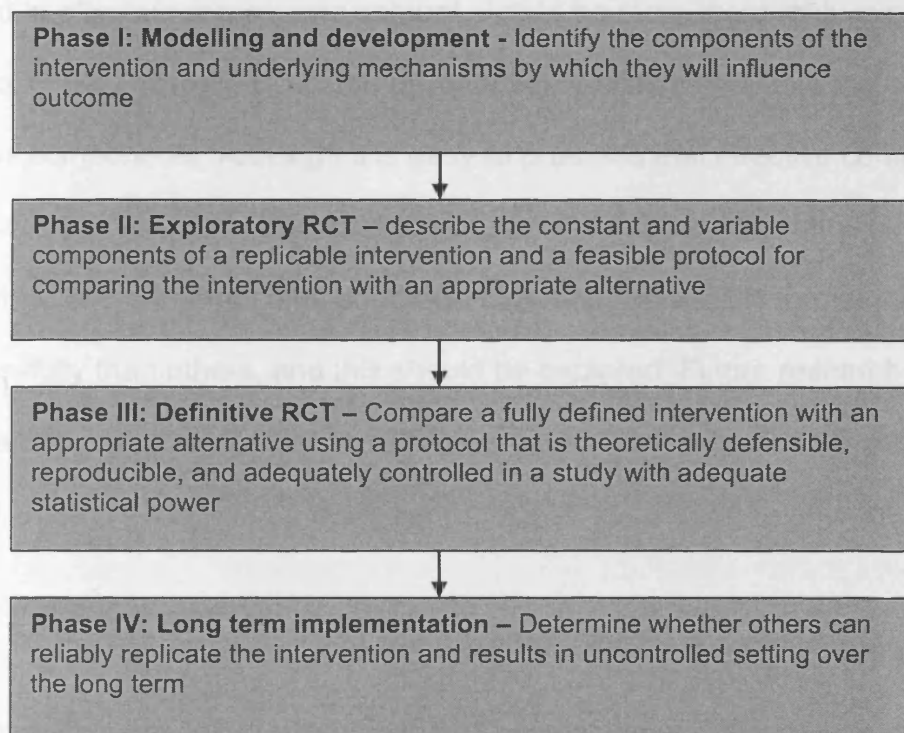 Phase I: Modelling and development - Identify the components of the
intervention and underlying mechanisms by which they will influence
outcome
Phase II: Exploratory RCT – describe the constant and variable
components of a replicable intervention and a feasible protocol for
comparing the intervention with an appropriate alternative
Phase III: Definitive RCT – Compare a fully defined intervention with an
appropriate alternative using a protocol that is theoretically defensible,
reproducible, and adequately controlled in a study with adequate
statistical power
Phase IV: Long term implementation – Determine whether others can
reliably replicate the intervention and results in uncontrolled setting over
the long term